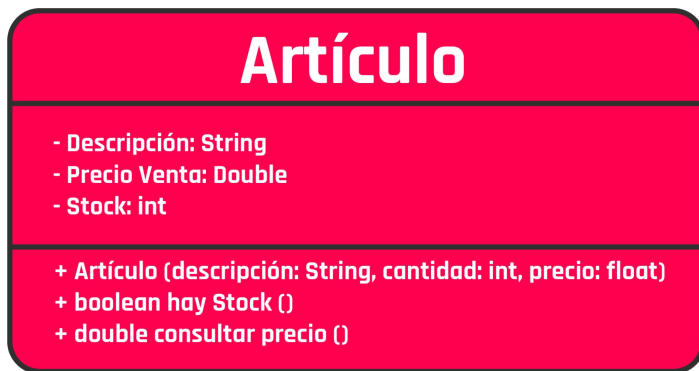 Artículo
- Descripción: String
- Precio Venta: Double
- Stock: int
+ Artículo (descripción: String, cantidad: int, precio: float)
+ boolean hay Stock ()
+ double consultar precio ()